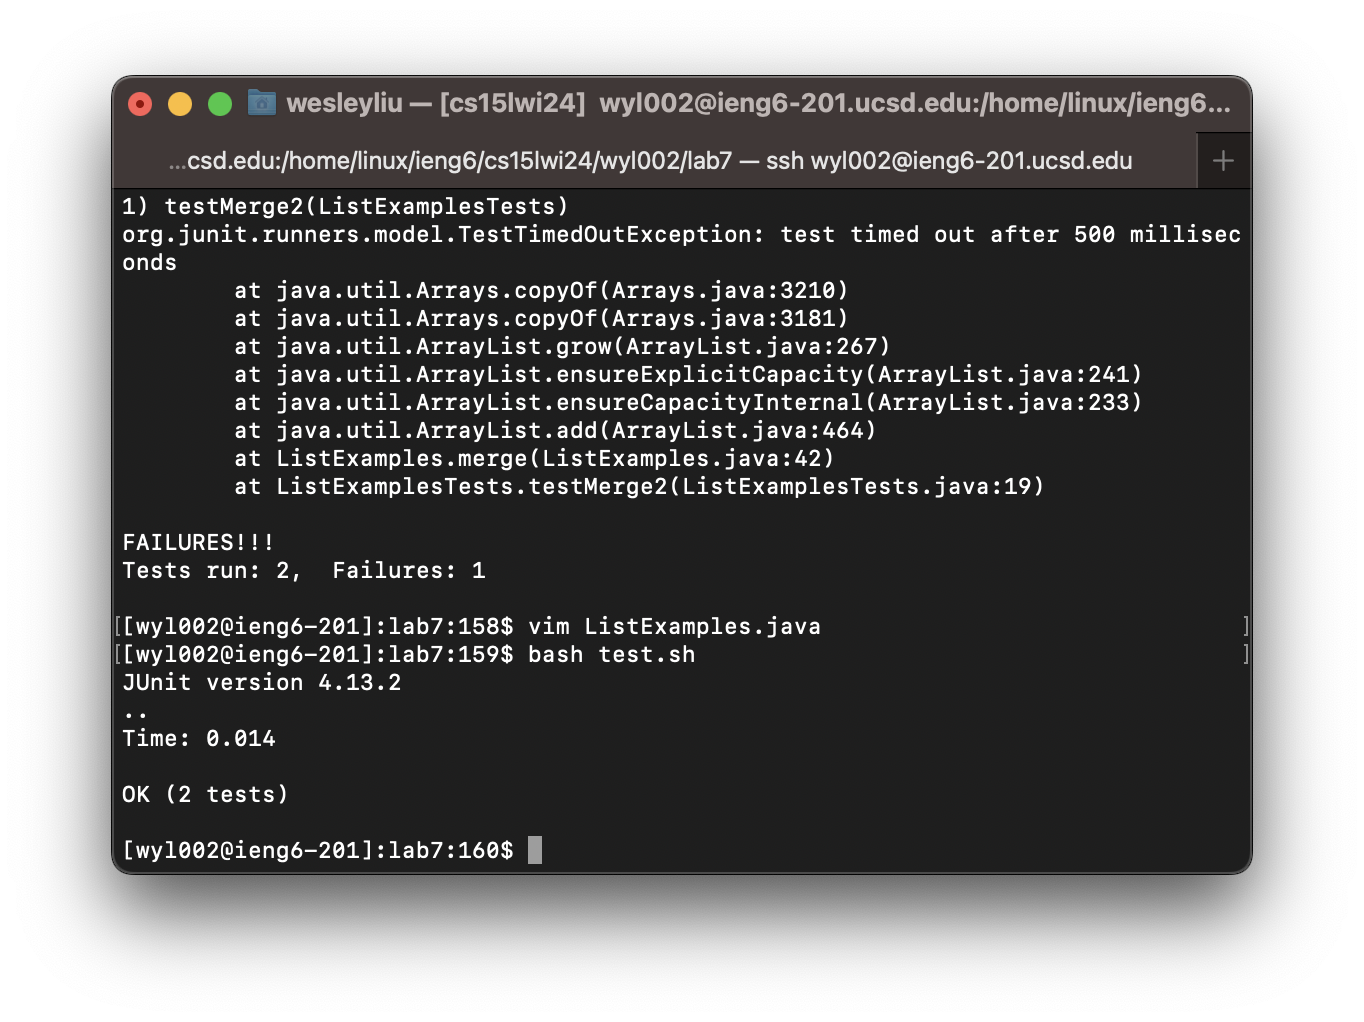 wesleyliu — [cs15lwi24] wyl002@ieng6-201.ucsd.edu:/home/linux/ieng6...
...csd.edu:/home/linux/ieng6/cs15lwi24/wyl002/lab7 — ssh wyl002@ieng6-201.ucsd.edu +
1) testMerge2(ListExamplesTests)
org.junit.runners.model.TestTimedOutException: test timed out after 500 millisec
onds
        at java.util.Arrays.copyOf(Arrays.java:3210)
        at java.util.Arrays.copyOf(Arrays.java:3181)
        at java.util.ArrayList.grow(ArrayList.java:267)
        at java.util.ArrayList.ensureExplicitCapacity(ArrayList.java:241)
        at java.util.ArrayList.ensureCapacityInternal(ArrayList.java:233)
        at java.util.ArrayList.add(ArrayList.java:464)
        at ListExamples.merge(ListExamples.java:42)
        at ListExamplesTests.testMerge2(ListExamplesTests.java:19)
FAILURES!!!
Tests run: 2,  Failures: 1
[[wyl002@ieng6-201]:lab7:158$ vim ListExamples.java ]
[[wyl002@ieng6-201]:lab7:159$ bash test.sh ]
JUnit version 4.13.2
..
Time: 0.014
OK (2 tests)
[wyl002@ieng6-201]:lab7:160$